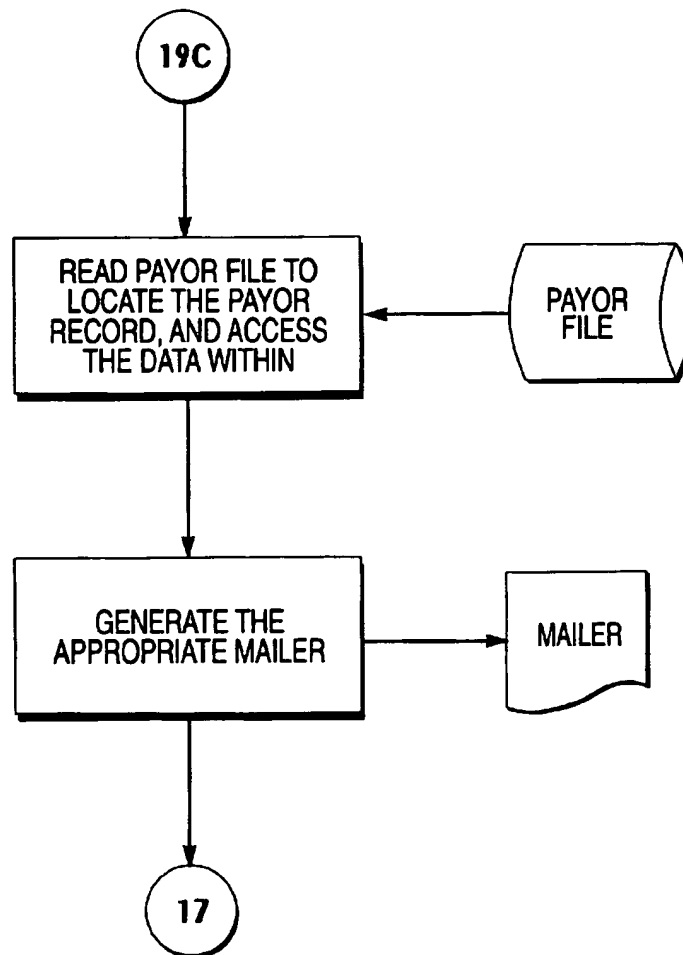 19C
READ PAYOR FILE TO
LOCATE THE PAYOR
RECORD, AND ACCESS
THE DATA WITHIN
PAYOR
FILE
GENERATE THE
APPROPRIATE MAILER
MAILER
17